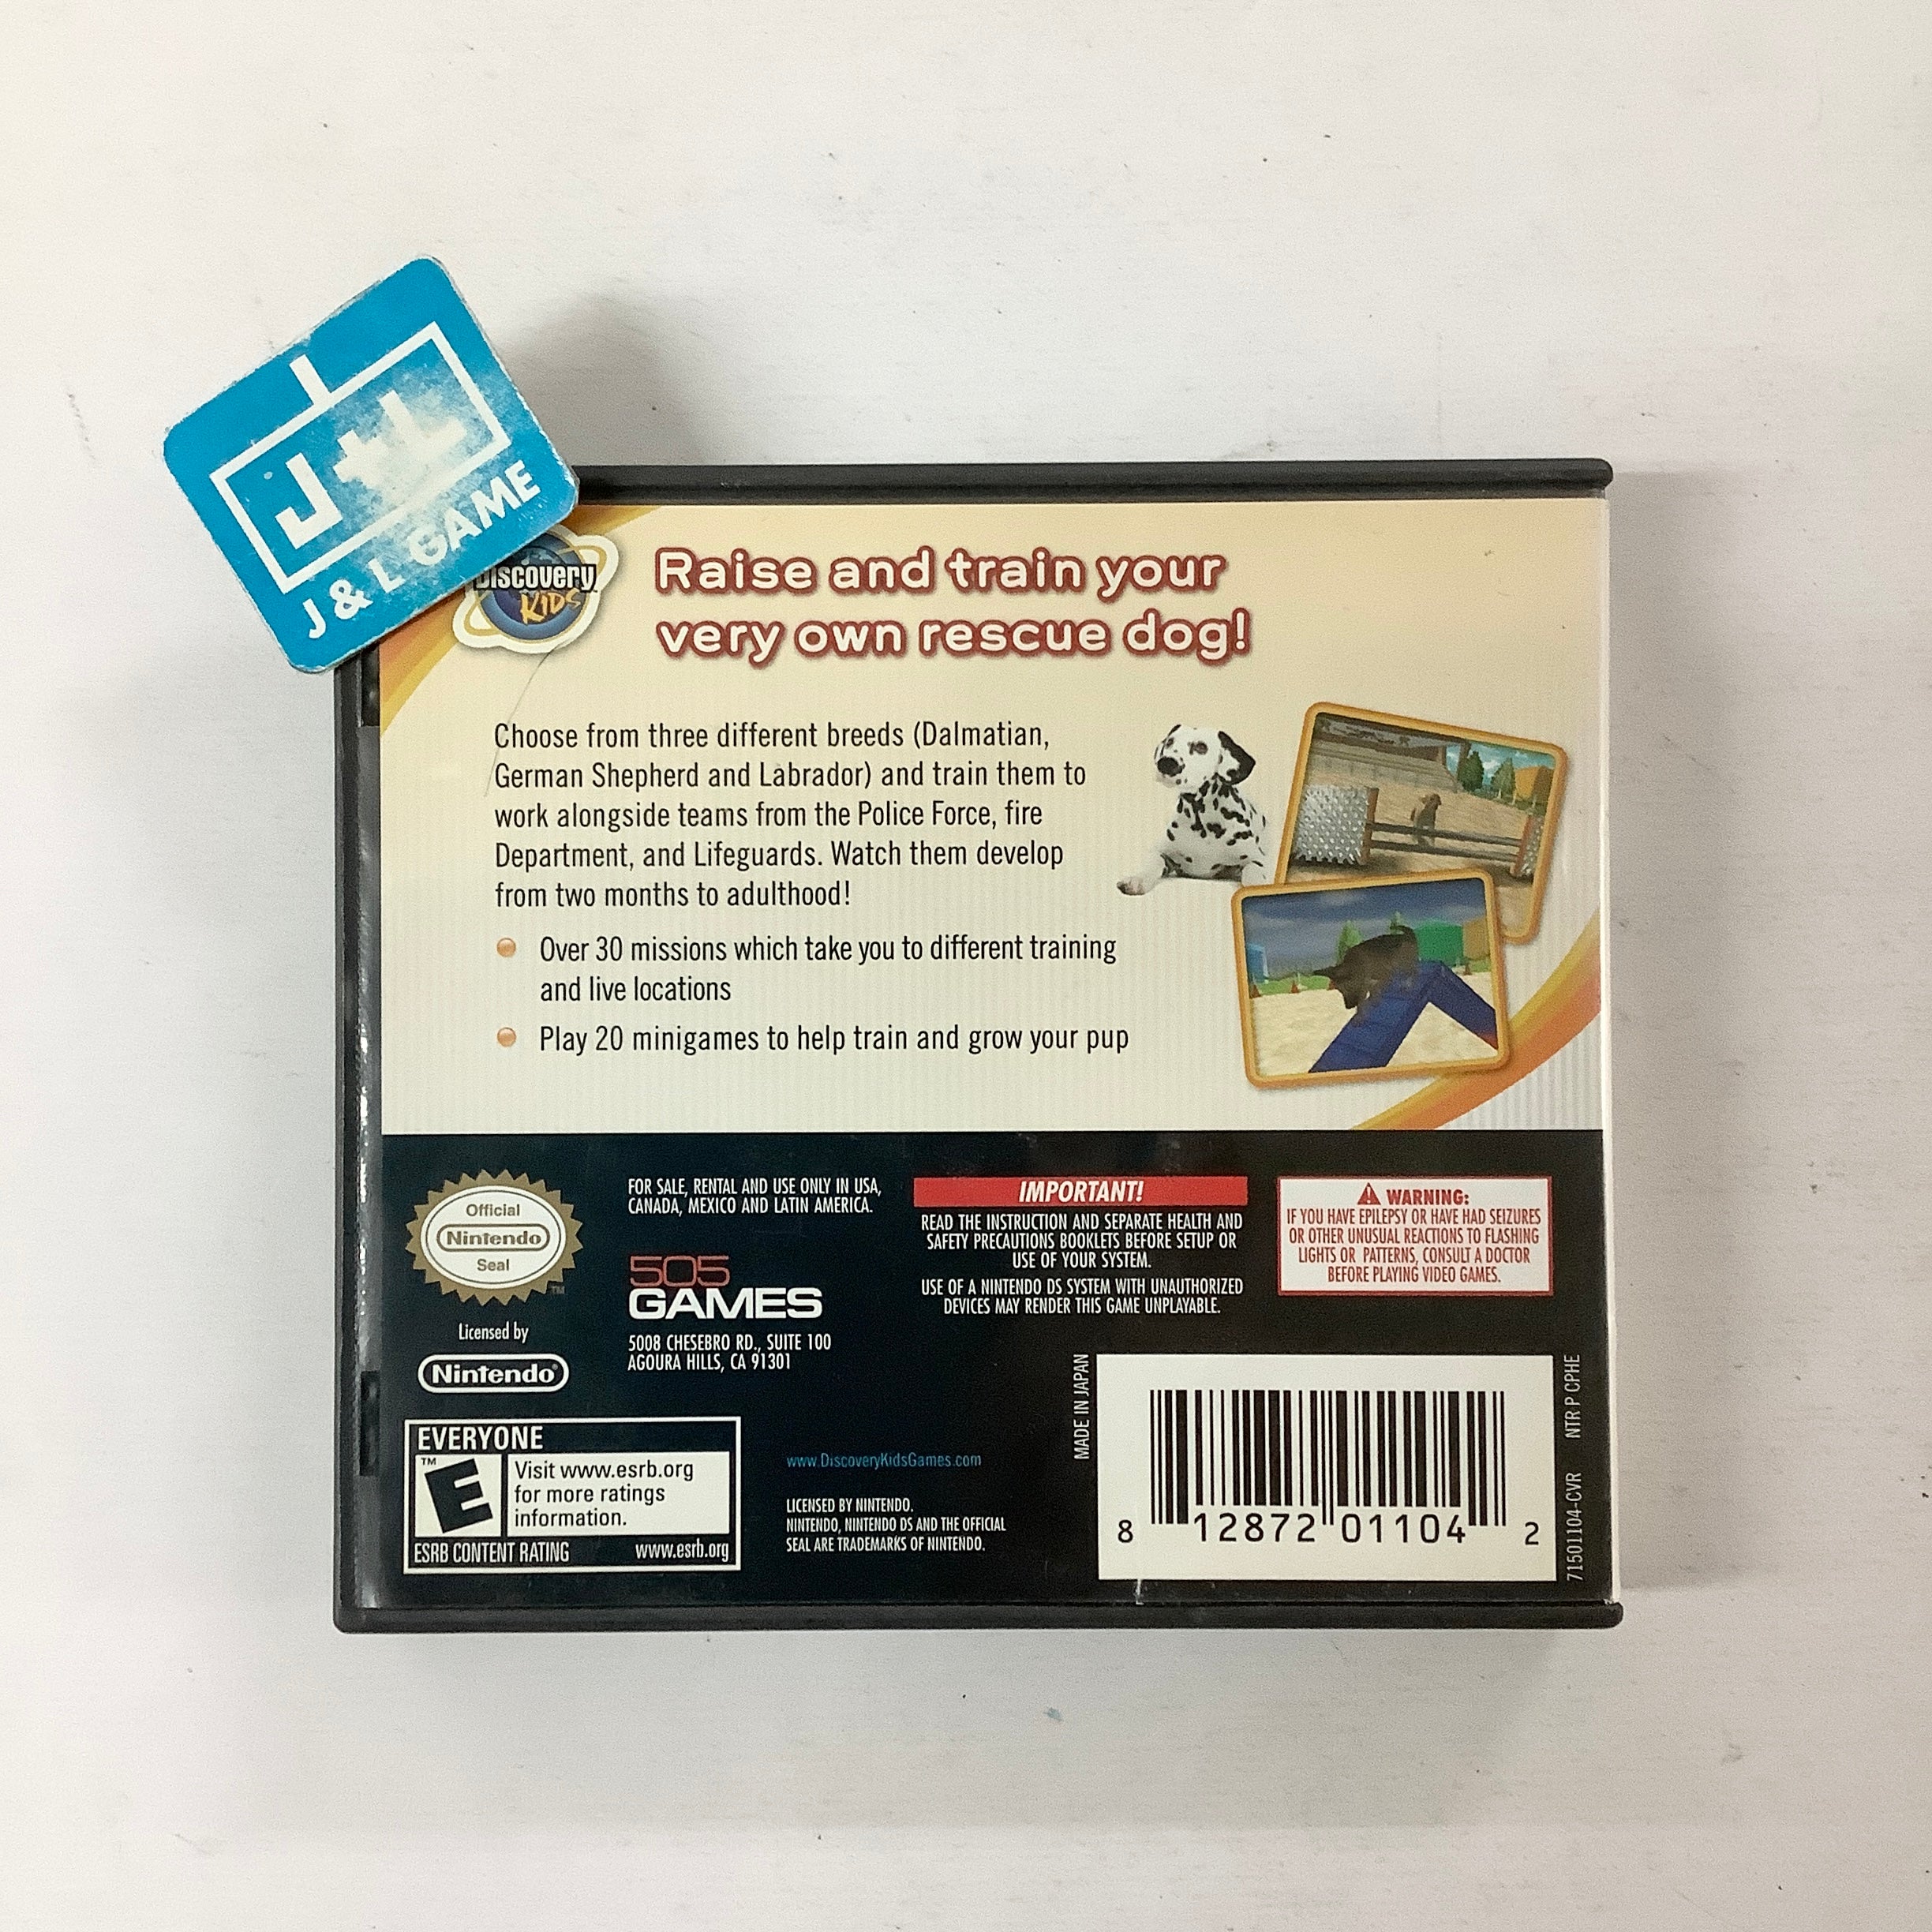 J+L
J & L GAME
Discovery
KIDS
Raise and train your
very own rescue dog!
Choose from three different breeds (Dalmatian,
German Shepherd and Labrador) and train them to
work alongside teams from the Police Force, fire
Department, and Lifeguards. Watch them develop
from two months to adulthood!
Over 30 missions which take you to different training
and live locations
Play 20 minigames to help train and grow your pup
Official
Nintendo
Seal
TM
Licensed by
Nintendo®
FOR SALE, RENTAL AND USE ONLY IN USA,
CANADA, MEXICO AND LATIN AMERICA.
505
GAMES
5008 CHESEBRO RD., SUITE 100
AGOURA HILLS, CA 91301
IMPORTANT!
READ THE INSTRUCTION AND SEPARATE HEALTH AND
SAFETY PRECAUTIONS BOOKLETS BEFORE SETUP OR
USE OF YOUR SYSTEM.
USE OF A NINTENDO DS SYSTEM WITH UNAUTHORIZED
DEVICES MAY RENDER THIS GAME UNPLAYABLE.
WARNING:
IF YOU HAVE EPILEPSY OR HAVE HAD SEIZURES
OR OTHER UNUSUAL REACTIONS TO FLASHING
LIGHTS OR PATTERNS, CONSULT A DOCTOR
BEFORE PLAYING VIDEO GAMES.
EVERYONE
TM
E
Visit www.esrb.org
for more ratings
information.
ESRB CONTENT RATING www.esrb.org
www.DiscoveryKidsGames.com
LICENSED BY NINTENDO.
NINTENDO, NINTENDO DS AND THE OFFICIAL
SEAL ARE TRADEMARKS OF NINTENDO.
MADE IN JAPAN
8 12872 01104 2
71501104-CVR NTR P CPHE